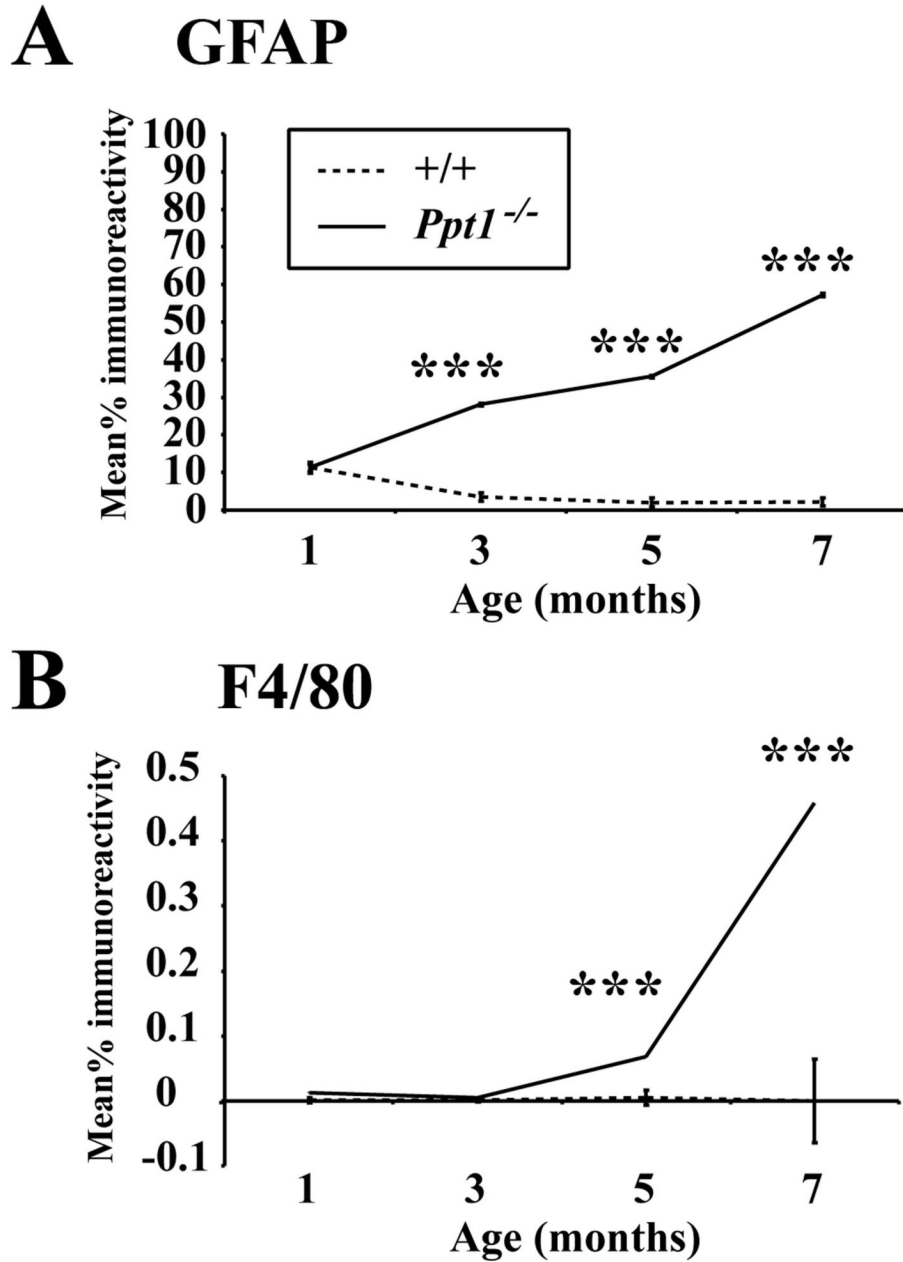 A GFAP
Mean% immunoreactivity
100
90
80
70
60
50
40
30
20
10
0
+/+
Ppt1 -/-
***
***
***
1 3 5 7
Age (months)
B F4/80
Mean% immunoreactivity
0.5
0.4
0.3
0.2
0.1
0
-0.1
***
***
1 3 5 7
Age (months)